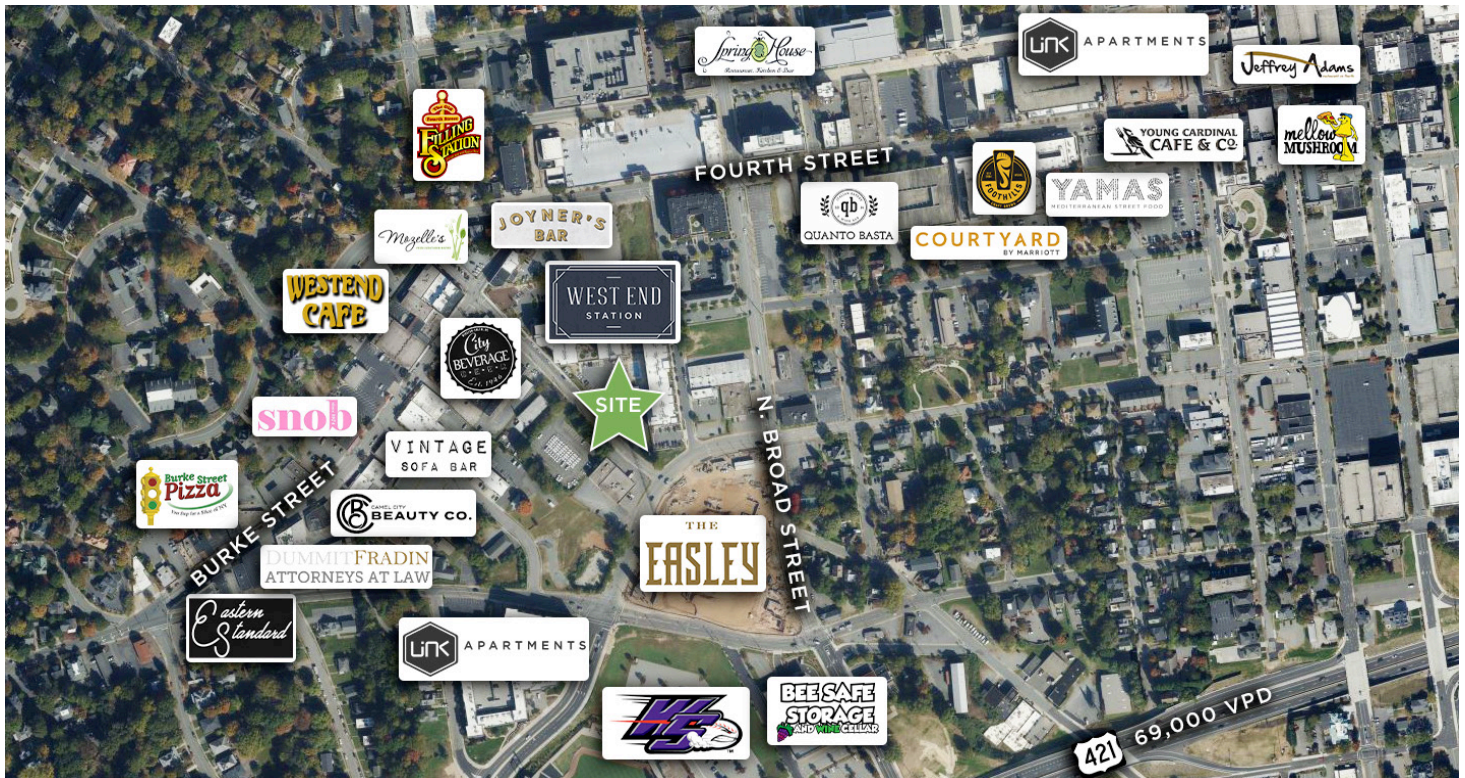 Spring House
Restaurant, Kitchen & Bar
LINK APARTMENTS
Jeffrey Adams
FILLING
STATION
YOUNG CARDINAL
CAFE & CO.
mellow
MUSHROOM
FOURTH STREET
FOOTHILLS
YAMAS
MEDITERRANEAN STREET FOOD
qb
QUANTO BASTA
JOYNER'S
BAR
Mozelle's
COURTYARD
BY MARRIOTT
WESTEND
CAFE
WEST END
STATION
City
BEVERAGE
Est.
SITE
snob
N. BROAD STREET
VINTAGE
SOFA BAR
Burke Street
Pizza
CAMEL CITY
BEAUTY CO.
BURKE STREET
THE
EASLEY
DUMMIT FRADIN
ATTORNEYS AT LAW
Eastern
Standard
LINK APARTMENTS
WS
BEE SAFE
STORAGE
AND WINE CELLAR
421
69,000 VPD